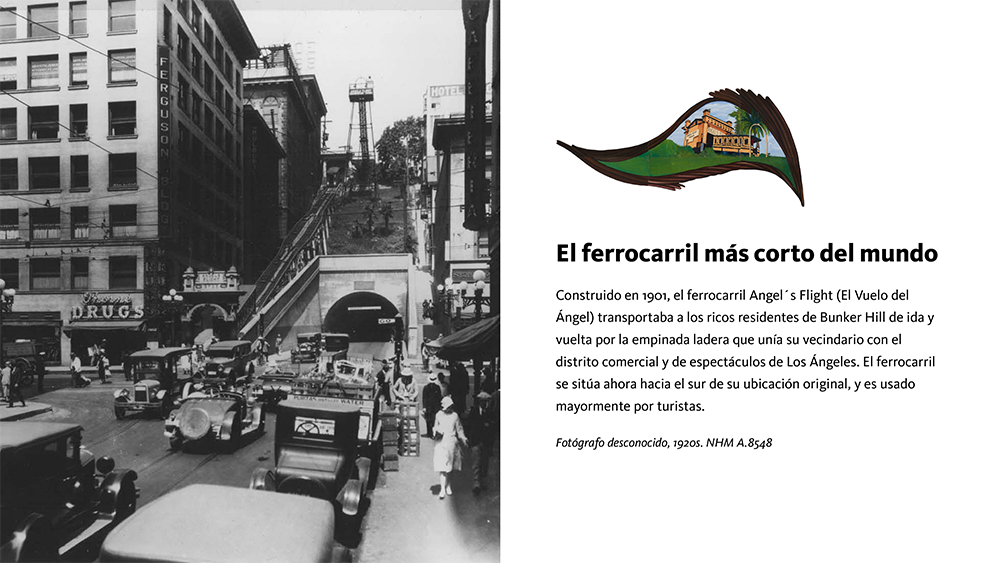 FERGUSON
HOTEL
Thorne
DRUGS
WATER
El ferrocarril más corto del mundo
Construido en 1901, el ferrocarril Angel´s Flight (El Vuelo del
Ángel) transportaba a los ricos residentes de Bunker Hill de ida y
vuelta por la empinada ladera que unía su vecindario con el
distrito comercial y de espectáculos de Los Ángeles. El ferrocarril
se sitúa ahora hacia el sur de su ubicación original, y es usado
mayormente por turistas.
Fotógrafo desconocido, 1920s. NHM A.8548